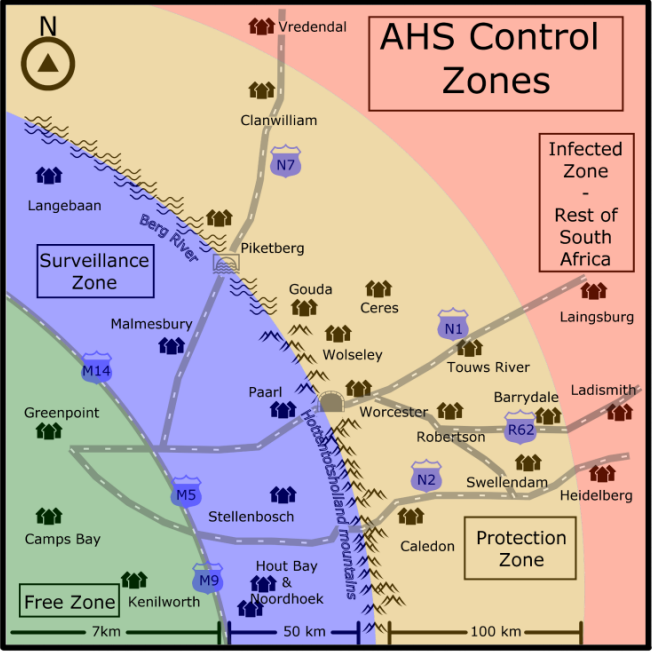 N
AHS Control
Zones
Vredendal
Clanwilliam
N7
Infected
Zone
-
Rest of
South
Africa
Langebaan
Berg River
Piketberg
Surveillance
Zone
Gouda
Ceres
Laingsburg
Malmesbury
N1
Wolseley
Touws River
M14
Ladismith
Paarl
Barrydale
Greenpoint
Worcester
R62
Robertson
Hottentotsholland mountains
N2
Swellendam
Heidelberg
M5
Stellenbosch
Camps Bay
Caledon
Protection
Zone
Hout Bay
&
Noordhoek
M9
Free Zone
Kenilworth
7km
50 km
100 km